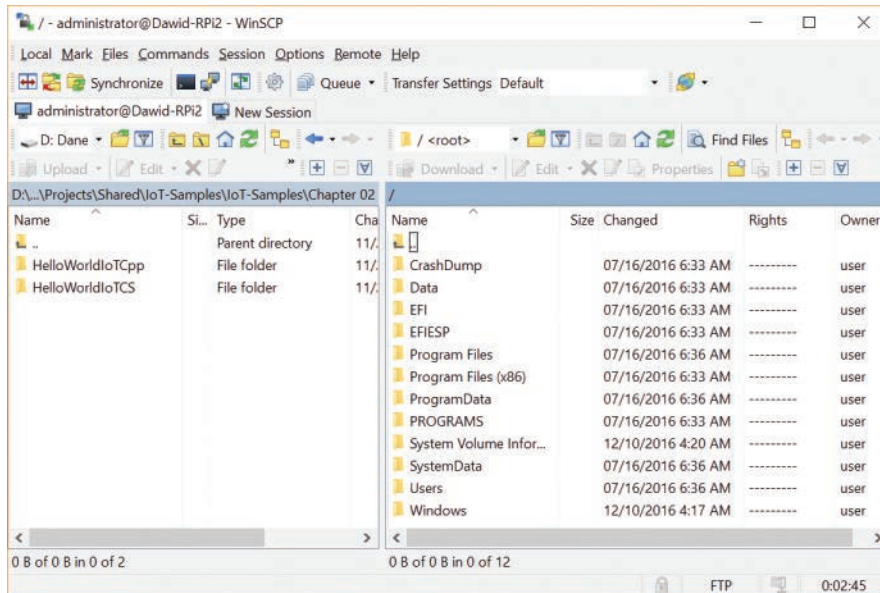 / - administrator@Dawid-RPi2 - WinSCP
Local Mark Files Commands Session Options Remote Help
Synchronize Queue Transfer Settings Default
administrator@Dawid-RPi2 New Session
D: Dane / <root> Find Files
Upload Edit Download Edit Properties
D:\...\Projects\Shared\IoT-Samples\IoT-Samples\Chapter 02 /
Name Si... Type Cha Name Size Changed Rights Owner
.. Parent directory 11/. ..
HelloWorldIoTCpp File folder 11/. CrashDump 07/16/2016 6:33 AM --------- user
HelloWorldIoTCS File folder 11/. Data 07/16/2016 6:33 AM --------- user
EFI 07/16/2016 6:33 AM --------- user
EFIESP 07/16/2016 6:33 AM --------- user
Program Files 07/16/2016 6:36 AM --------- user
Program Files (x86) 07/16/2016 6:33 AM --------- user
ProgramData 07/16/2016 6:36 AM --------- user
PROGRAMS 07/16/2016 6:33 AM --------- user
System Volume Infor... 12/10/2016 4:20 AM --------- user
SystemData 07/16/2016 6:36 AM --------- user
Users 07/16/2016 6:36 AM --------- user
Windows 12/10/2016 4:17 AM --------- user
0 B of 0 B in 0 of 2 0 B of 0 B in 0 of 12
FTP 0:02:45